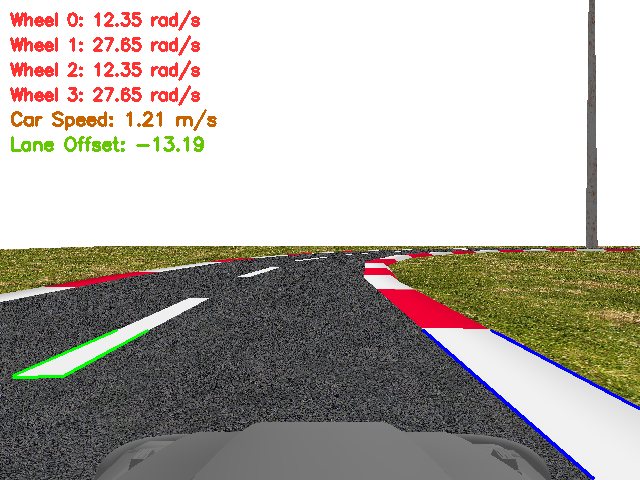 Wheel 0: 12.35 rad/s
Wheel 1: 27.65 rad/s
Wheel 2: 12.35 rad/s
Wheel 3: 27.65 rad/s
Car Speed: 1.21 m/s
Lane Offset: -13.19